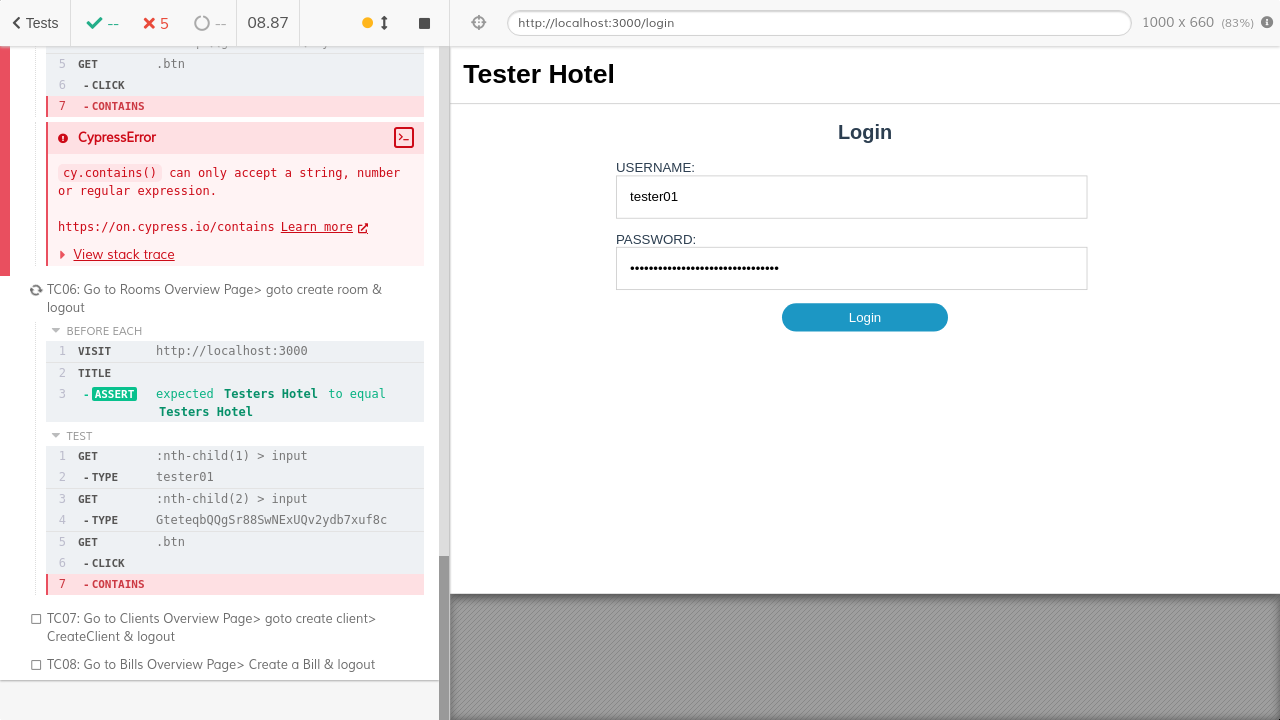 Tests
--
5
--
08.87
http://localhost:3000/login
1000 x 660 (83%)
5 GET .btn
6 -CLICK
7 -CONTAINS
CypressError
cy.contains() can only accept a string, number
or regular expression.
https://on.cypress.io/contains Learn more
View stack trace
TC06: Go to Rooms Overview Page> goto create room &
logout
BEFORE EACH
1 VISIT http://localhost:3000
2 TITLE
3 -ASSERT expected Testers Hotel to equal
Testers Hotel
TEST
1 GET :nth-child(1) > input
2 -TYPE tester01
3 GET :nth-child(2) > input
4 -TYPE GteteqbQQgSr88SwNExUQv2ydb7xuf8c
5 GET .btn
6 -CLICK
7 -CONTAINS
TC07: Go to Clients Overview Page> goto create client>
CreateClient & logout
TC08: Go to Bills Overview Page> Create a Bill & logout
Tester Hotel
Login
USERNAME:
tester01
PASSWORD:
••••••••••••••••••••••••••••••••
Login